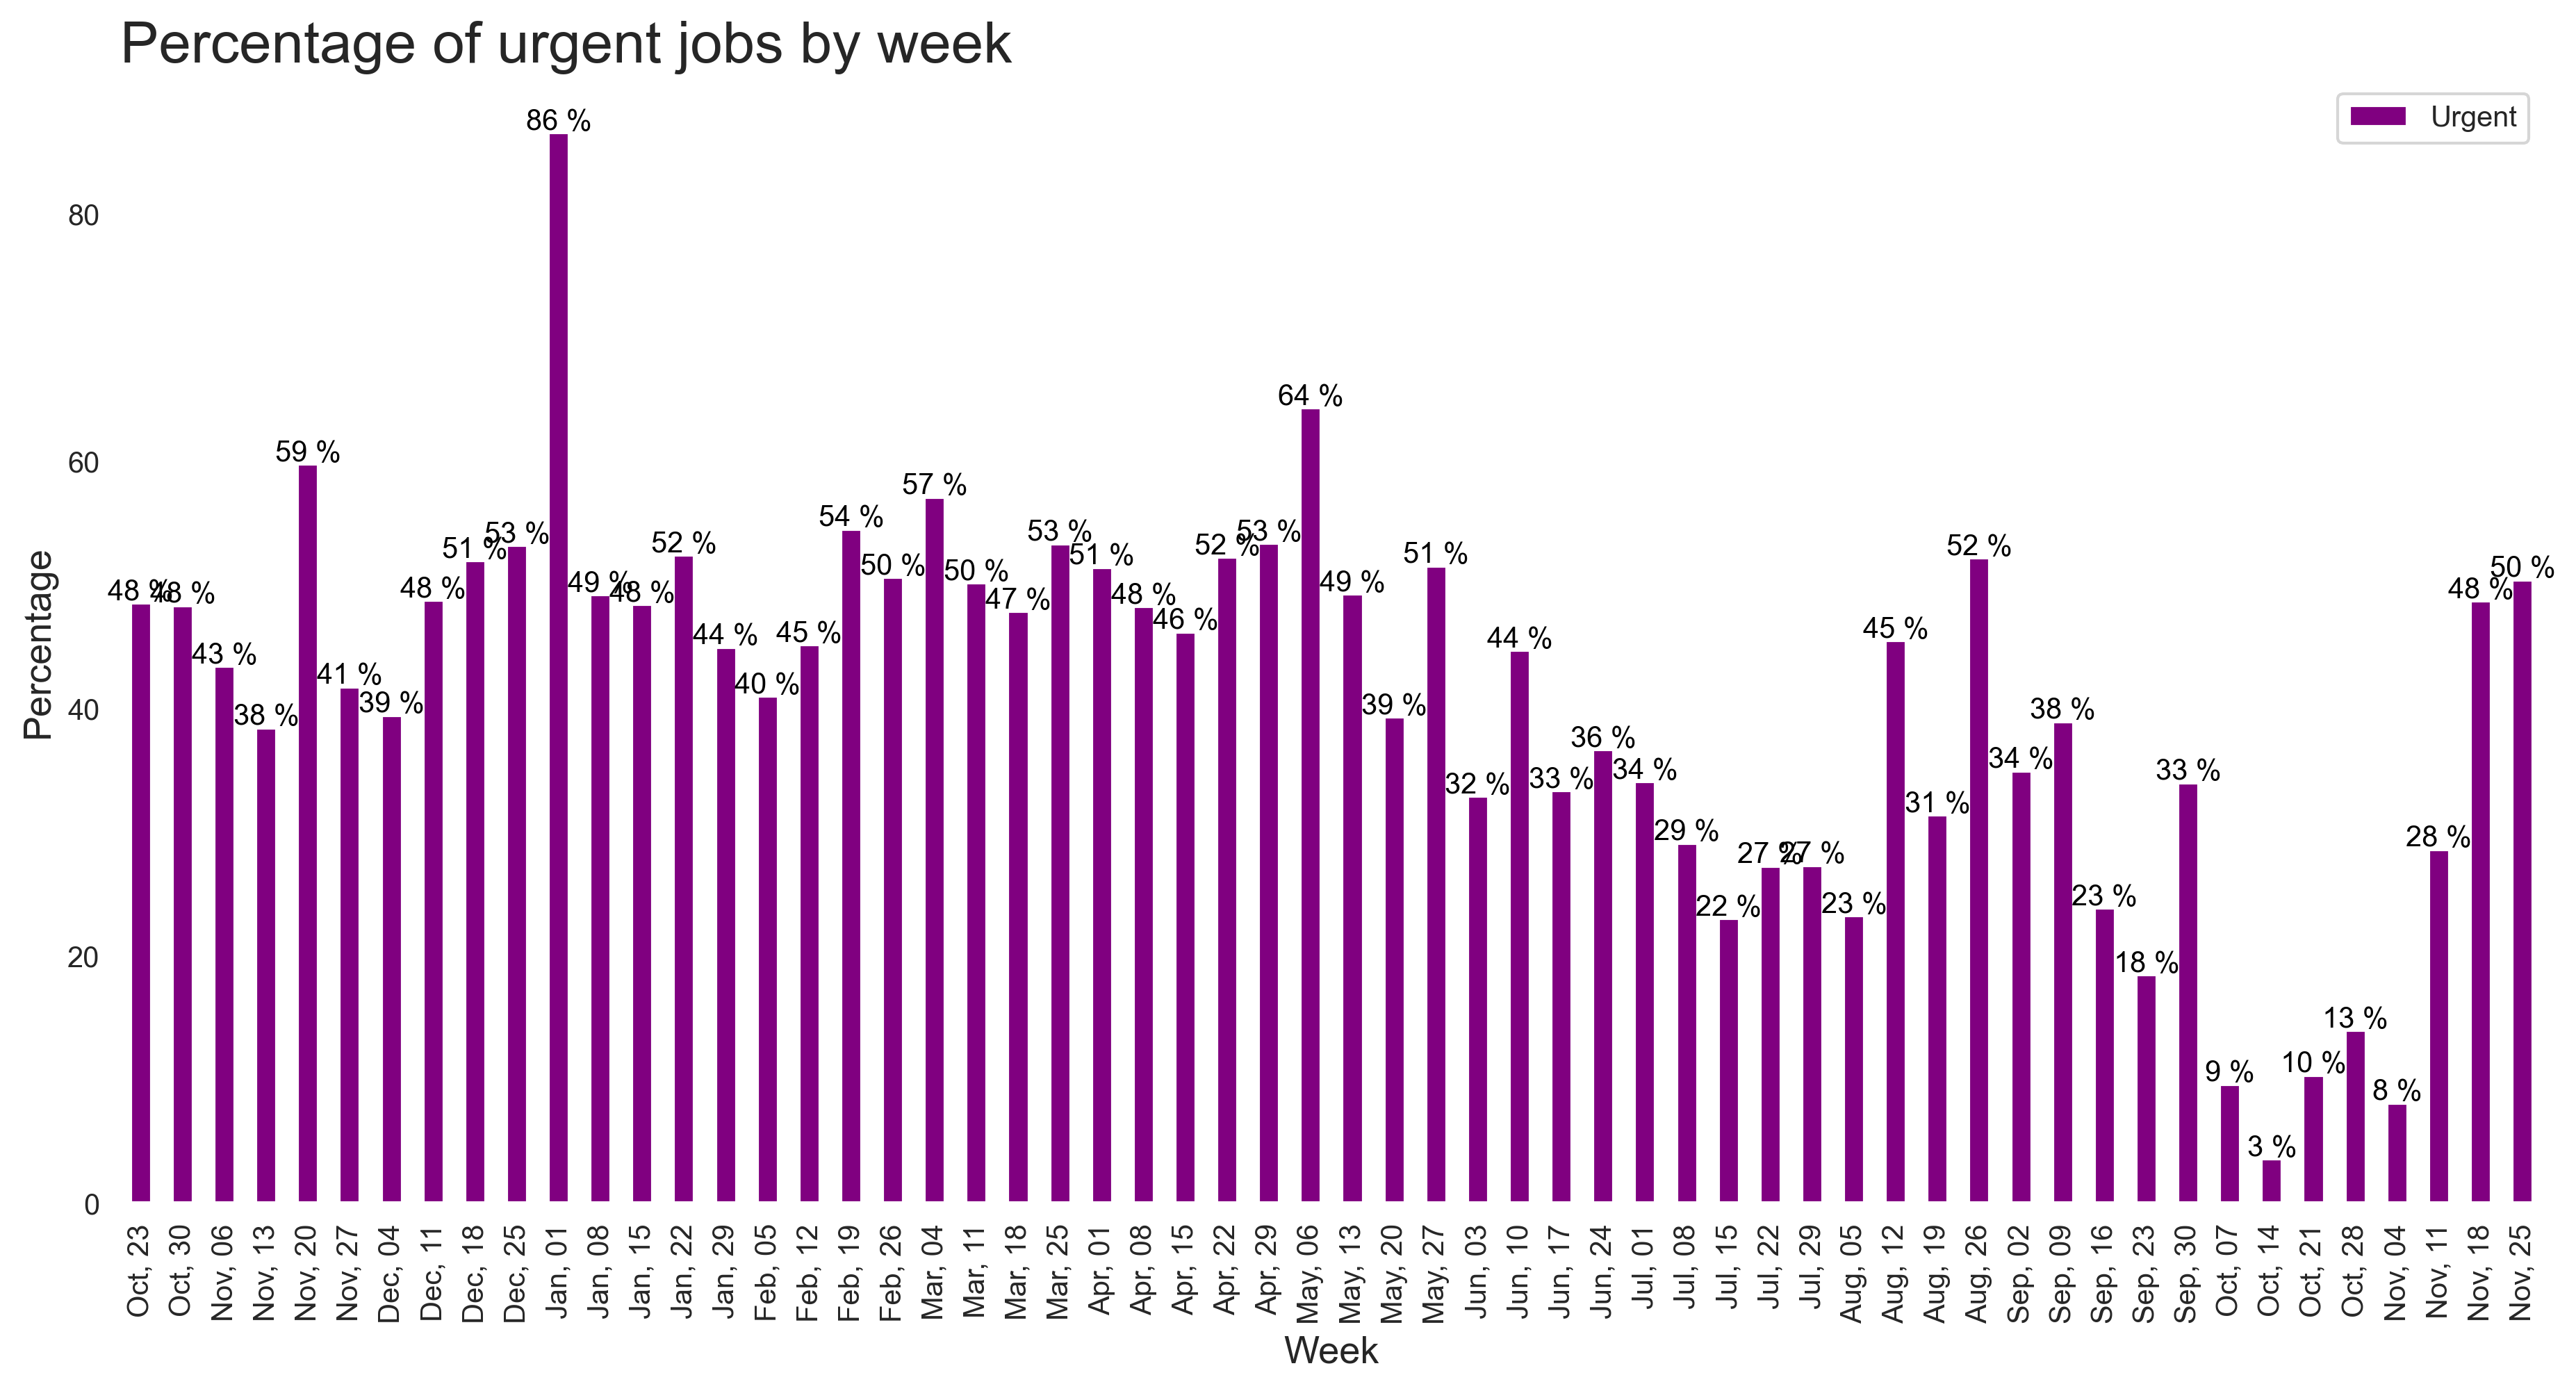 Percentage of urgent jobs by week
Urgent
Percentage
80
60
40
20
0
48 %
48 %
43 %
38 %
59 %
41 %
39 %
48 %
51 %
53 %
86 %
49 %
48 %
52 %
44 %
40 %
45 %
54 %
50 %
57 %
50 %
47 %
53 %
51 %
48 %
46 %
52 %
53 %
64 %
49 %
39 %
51 %
32 %
44 %
33 %
36 %
34 %
29 %
22 %
27 %
27 %
23 %
45 %
31 %
52 %
34 %
38 %
23 %
18 %
33 %
9 %
3 %
10 %
13 %
8 %
28 %
48 %
50 %
Oct, 23
Oct, 30
Nov, 06
Nov, 13
Nov, 20
Nov, 27
Dec, 04
Dec, 11
Dec, 18
Dec, 25
Jan, 01
Jan, 08
Jan, 15
Jan, 22
Jan, 29
Feb, 05
Feb, 12
Feb, 19
Feb, 26
Mar, 04
Mar, 11
Mar, 18
Mar, 25
Apr, 01
Apr, 08
Apr, 15
Apr, 22
Apr, 29
May, 06
May, 13
May, 20
May, 27
Jun, 03
Jun, 10
Jun, 17
Jun, 24
Jul, 01
Jul, 08
Jul, 15
Jul, 22
Jul, 29
Aug, 05
Aug, 12
Aug, 19
Aug, 26
Sep, 02
Sep, 09
Sep, 16
Sep, 23
Sep, 30
Oct, 07
Oct, 14
Oct, 21
Oct, 28
Nov, 04
Nov, 11
Nov, 18
Nov, 25
Week